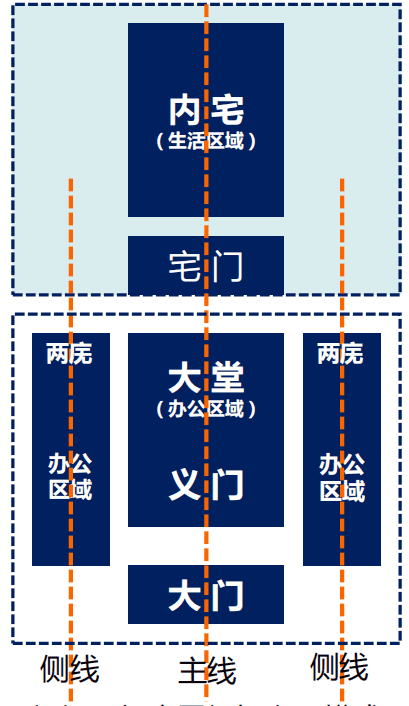 内宅
（生活区域）
宅门
两庑
大堂
（办公区域）
两庑
办公
区域
义门
办公
区域
大门
侧线
主线
侧线